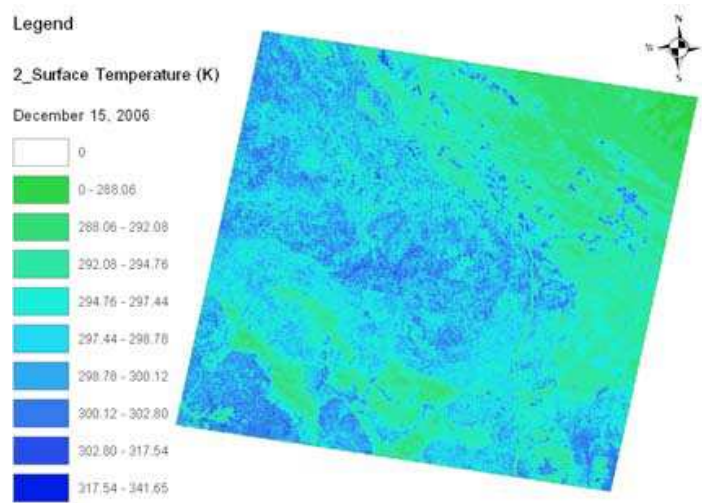 Legend
2_Surface Temperature (K)
December 15, 2006
0
0 - 288.06
288.06 - 292.08
292.08 - 294.76
294.76 - 297.44
297.44 - 298.78
298.78 - 300.12
300.12 - 302.80
302.80 - 317.54
317.54 - 341.65
N
E
S